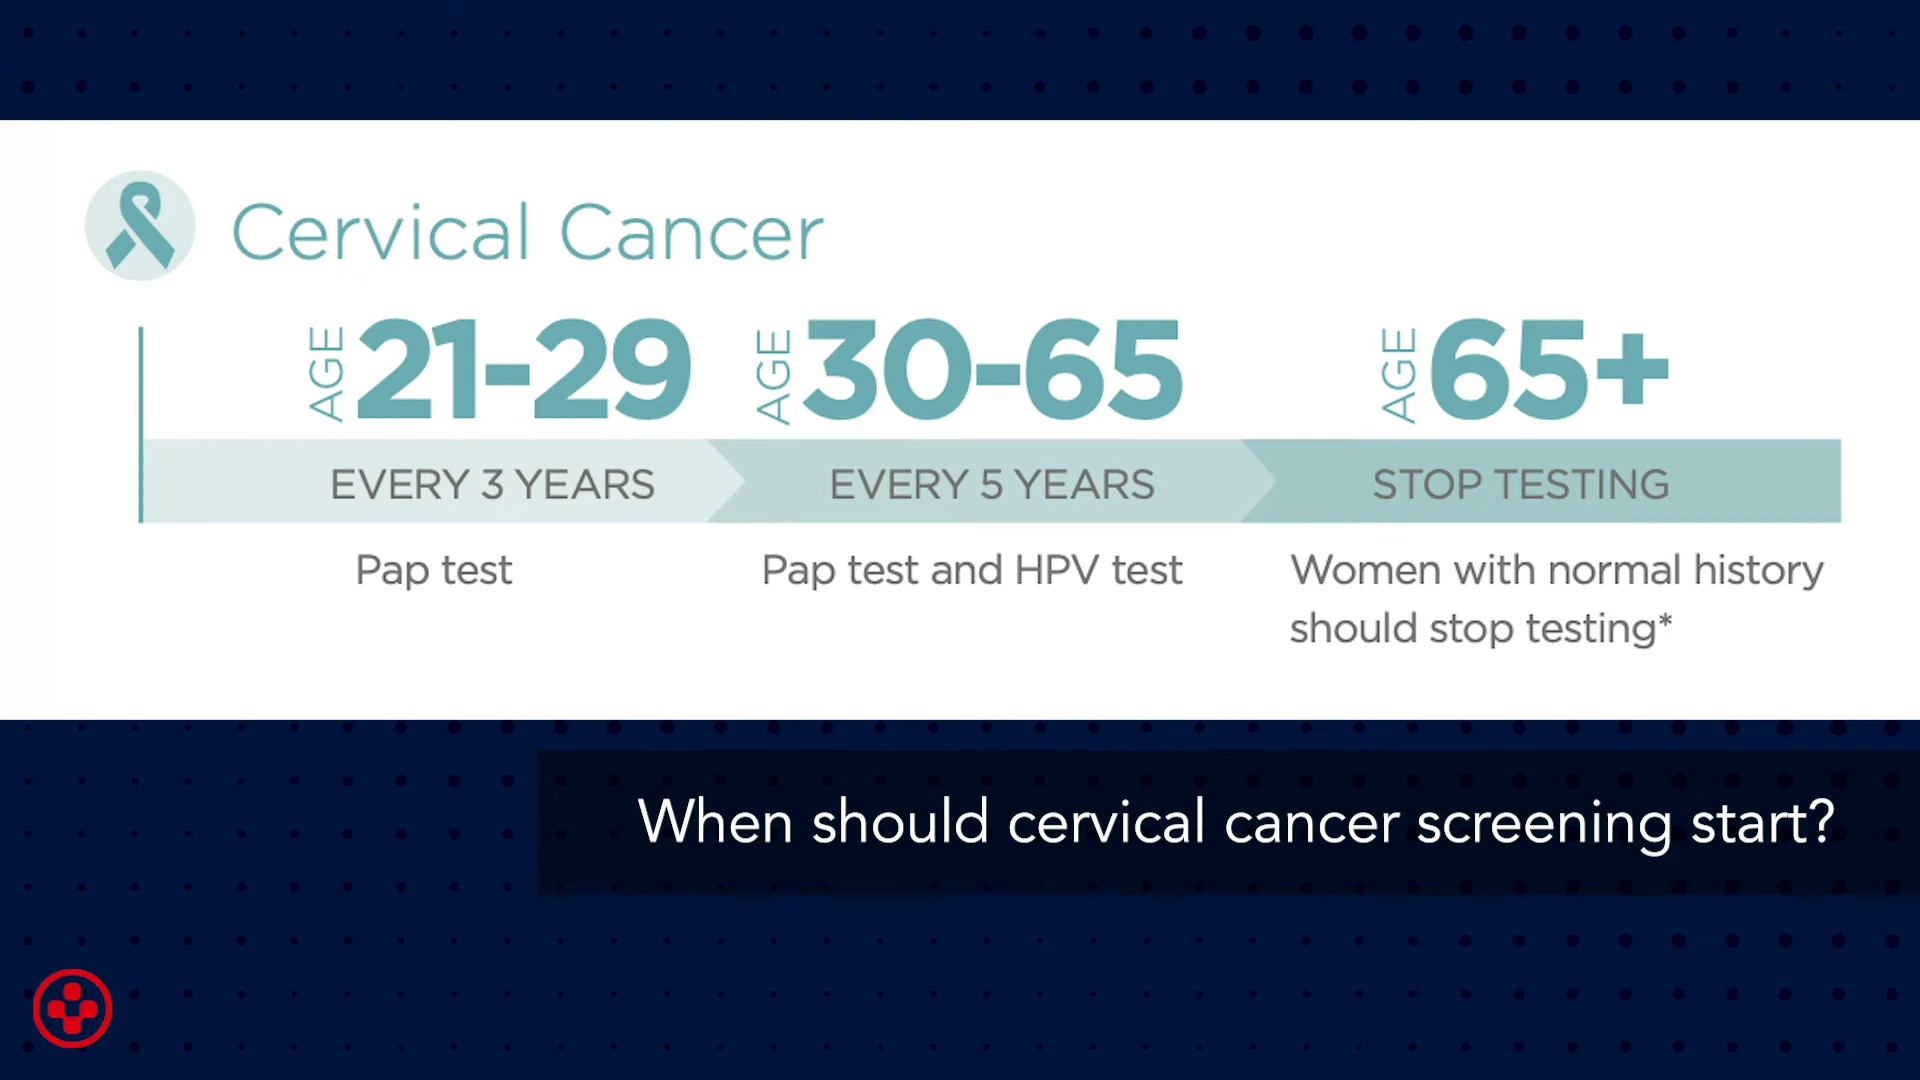 Cervical Cancer
AGE 21-29 AGE 30-65 AGE 65+
EVERY 3 YEARS EVERY 5 YEARS STOP TESTING
Pap test Pap test and HPV test Women with normal history
should stop testing*
When should cervical cancer screening start?